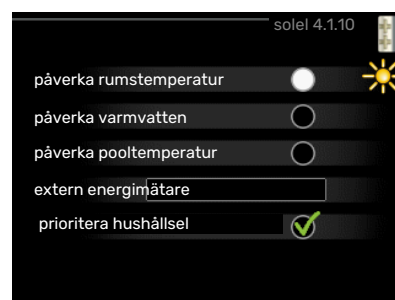 solel 4.1.10
påverka rumstemperatur
påverka varmvatten
påverka pooltemperatur
extern energimätare
prioritera hushållsel